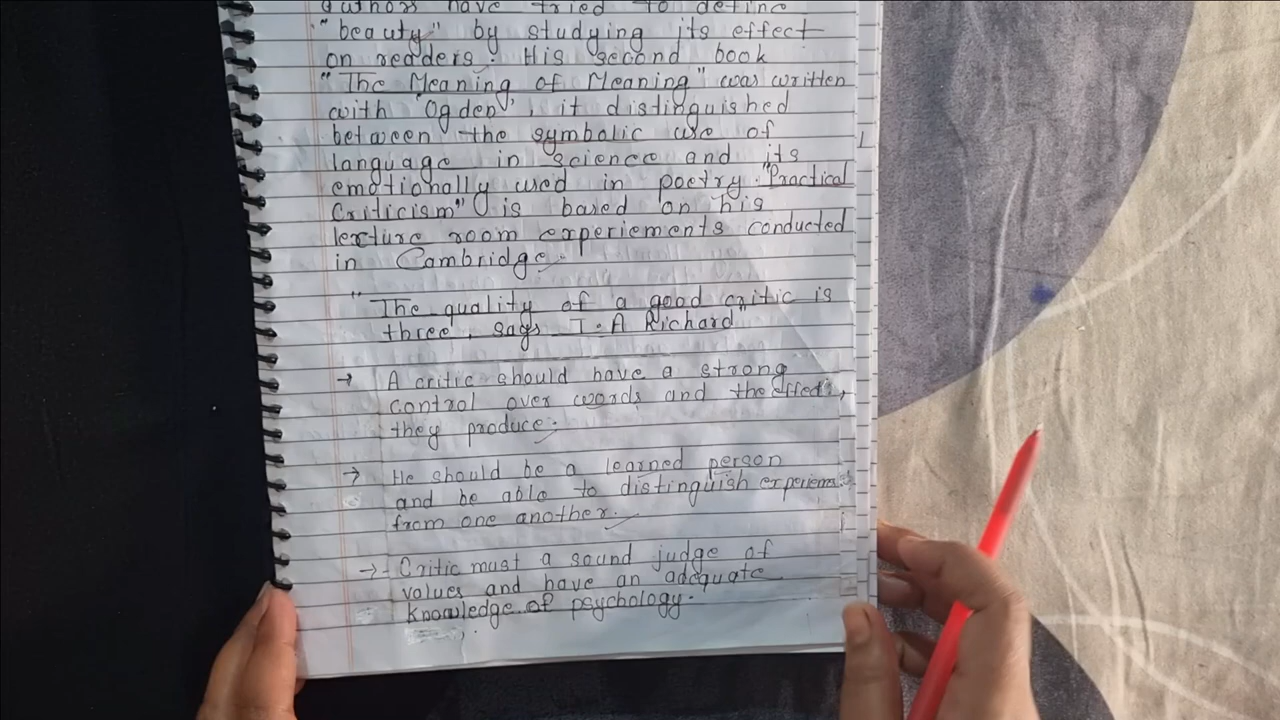 authors have tried to define
"beauty" by studying its effect
on readers. His second book
"The Meaning of Meaning" was written
with 'Ogden', it distinguished
between the symbolic use of
language in science and its
emotionally used in poetry. "Practical
Criticism" is based on his
lexture room experiements conducted
in Cambridge.
"The quality of a good critic is
three, says I. A Richard"
→ A critic should have a strong
control over words and the effects,
they produce.
→ He should be a learned person
and be able to distinguish
from one another.
→ Critic must a sound judge of
values and have an adequate
knowledge of psychology.